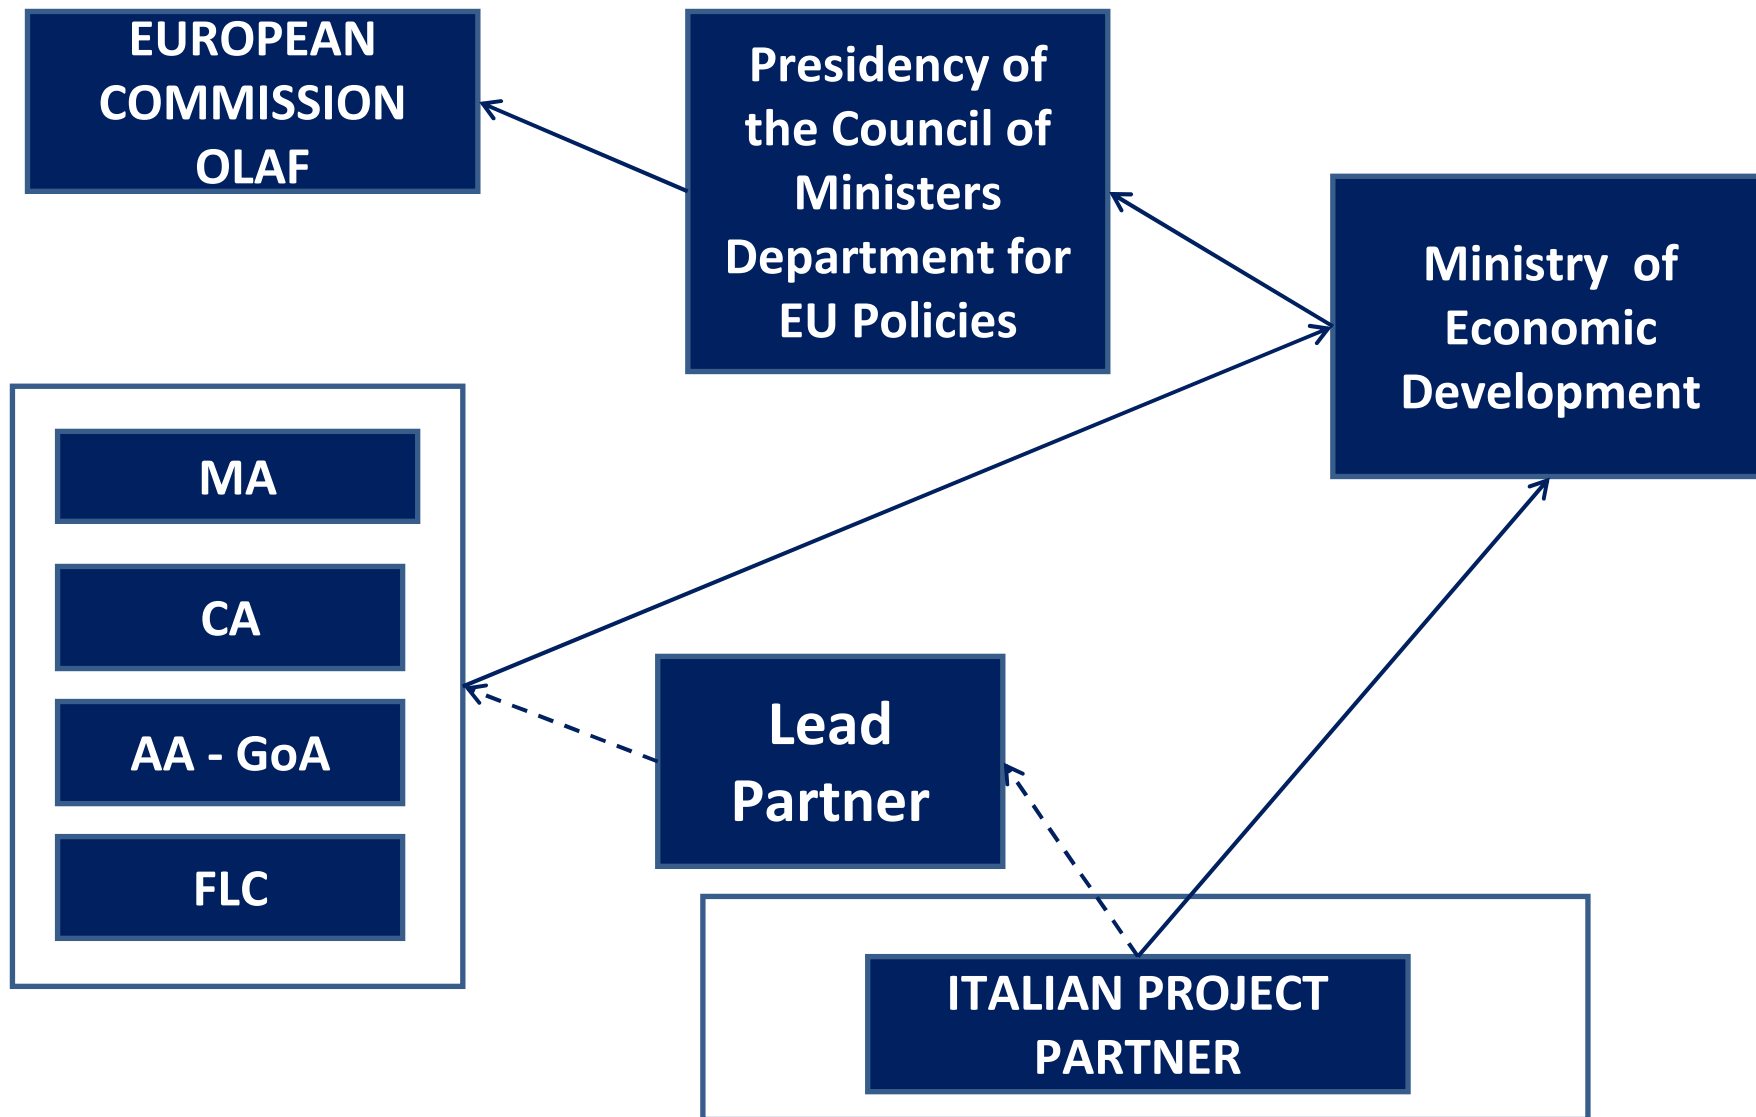 EUROPEAN
COMMISSION
OLAF
Presidency of
the Council of
Ministers
Department for
EU Policies
Ministry  of
Economic
Development
MA
CA
AA - GoA
FLC
Lead
Partner
ITALIAN PROJECT
PARTNER